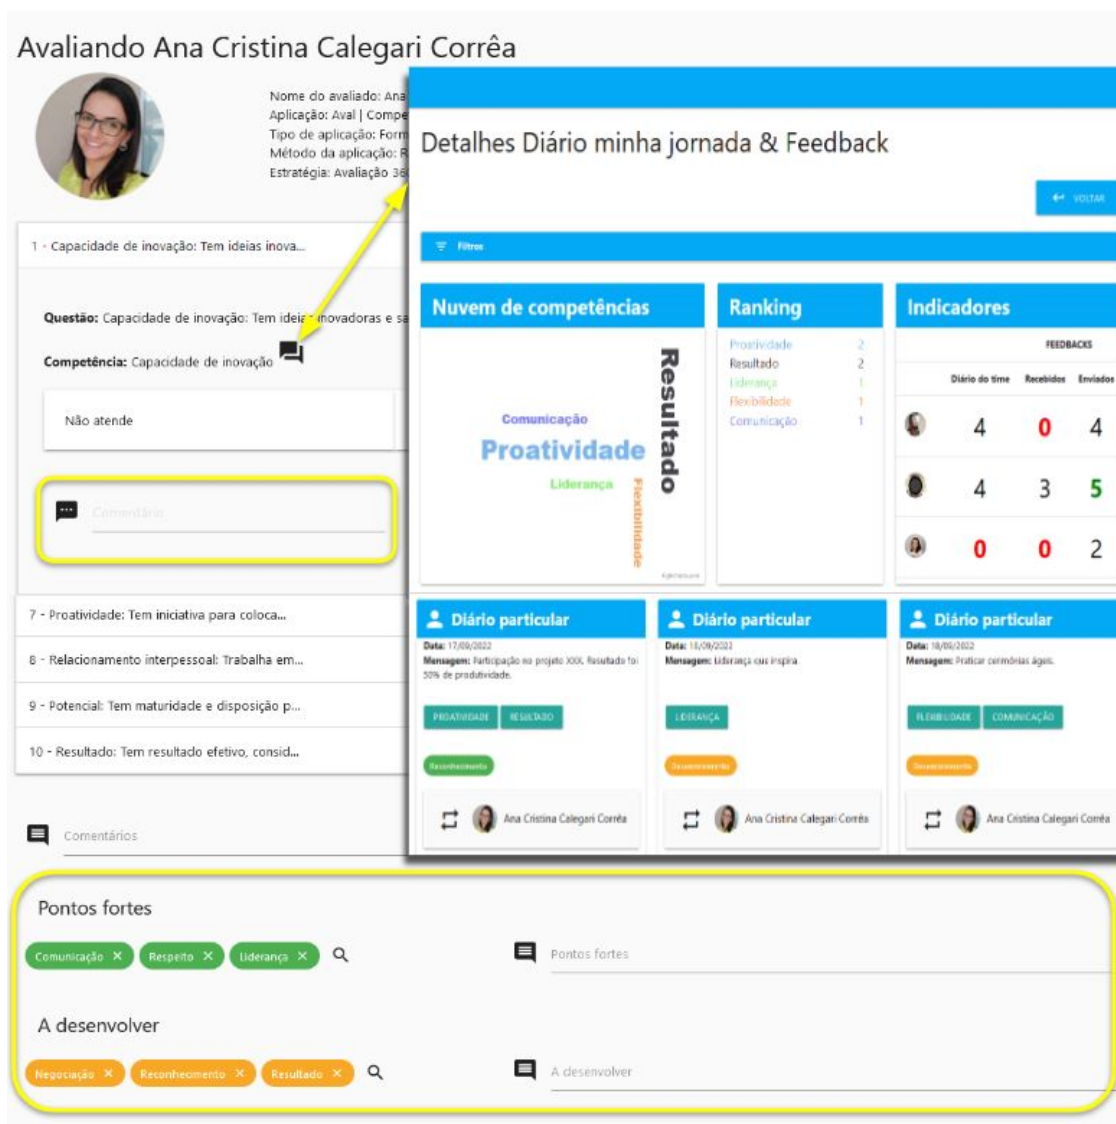 Avaliando Ana Cristina Calegari Corrêa
Nome do avaliado: Ana
Aplicação: Aval | Compe
Tipo de aplicação: Form
Método da aplicação: R
Estratégia: Avaliação 360
1 - Capacidade de inovação: Tem ideias inova...
Questão: Capacidade de inovação: Tem ideias inovadoras e sa
Competência: Capacidade de inovação
Não atende
Comentário
7 - Proatividade: Tem iniciativa para coloca...
8 - Relacionamento interpessoal: Trabalha em...
9 - Potencial: Tem maturidade e disposição p...
10 - Resultado: Tem resultado efetivo, consid...
Comentários
Detalhes Diário minha jornada & Feedback
VOLTAR
Filtros
Nuvem de competências
Comunicação
Proatividade
Liderança
Resultado
Flexibilidade
Ranking
Proatividade 2
Resultado 2
Liderança 1
Flexibilidade 1
Comunicação 1
Indicadores
FEEDBACKS
Diário do time Recebidos Enviados
4 0 4
4 3 5
0 0 2
Diário particular
Data: 17/09/2022
Mensagem: Participação no projeto XXX. Resultado foi
50% de produtividade.
PROATIVIDADE RESULTADO
Reconhecimento
Ana Cristina Calegari Corrêa
Diário particular
Data: 18/09/2022
Mensagem: Liderança que inspira.
LIDERANÇA
Ana Cristina Calegari Corrêa
Diário particular
Data: 18/09/2022
Mensagem: Praticar cerimônias ágeis.
FLEXIBILIDADE COMUNICAÇÃO
Ana Cristina Calegari Corrêa
Pontos fortes
Comunicação × Respeito × Liderança ×
Pontos fortes
A desenvolver
Negociação × Reconhecimento × Resultado ×
A desenvolver